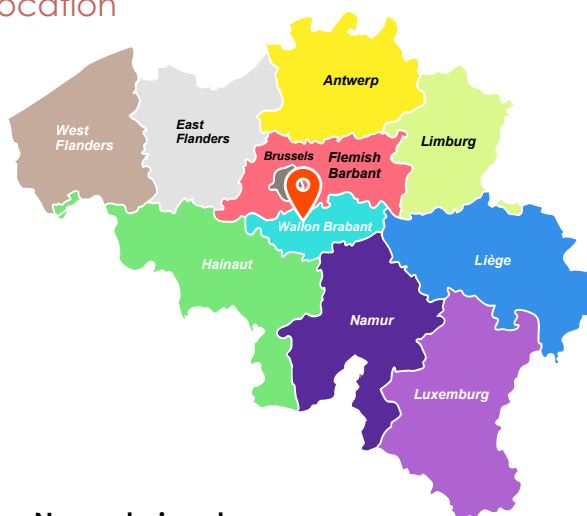 ocation
Antwerp
West
Flanders
East
Flanders
Limburg
Brussels
Flemish
Barbant
Wallon Brabant
Hainaut
Liège
Namur
Luxemburg